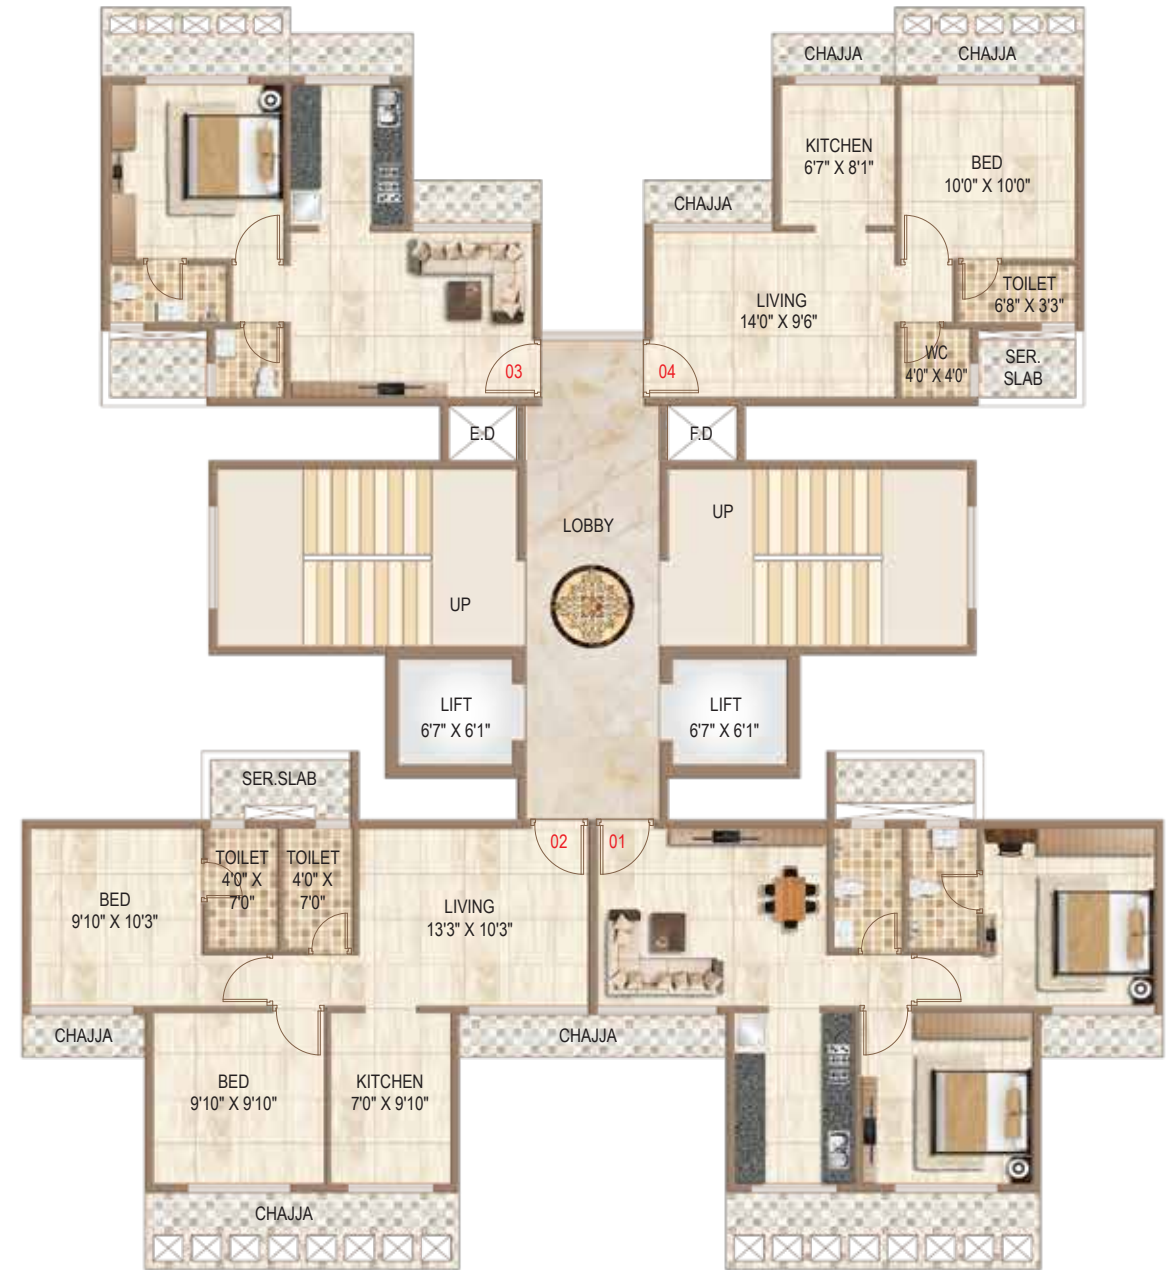 CHAJJA
CHAJJA
KITCHEN
6'7" X 8'1"
BED
10'0" X 10'0"
CHAJJA
TOILET
6'8" X 3'3"
LIVING
14'0" X 9'6"
WC
4'0" X 4'0"
SER.
SLAB
03
04
E.D
F.D
LOBBY
UP
UP
LIFT
6'7" X 6'1"
LIFT
6'7" X 6'1"
SER.SLAB
02
01
TOILET
4'0" X
7'0"
TOILET
4'0" X
7'0"
BED
9'10" X 10'3"
LIVING
13'3" X 10'3"
CHAJJA
CHAJJA
BED
9'10" X 9'10"
KITCHEN
7'0" X 9'10"
CHAJJA